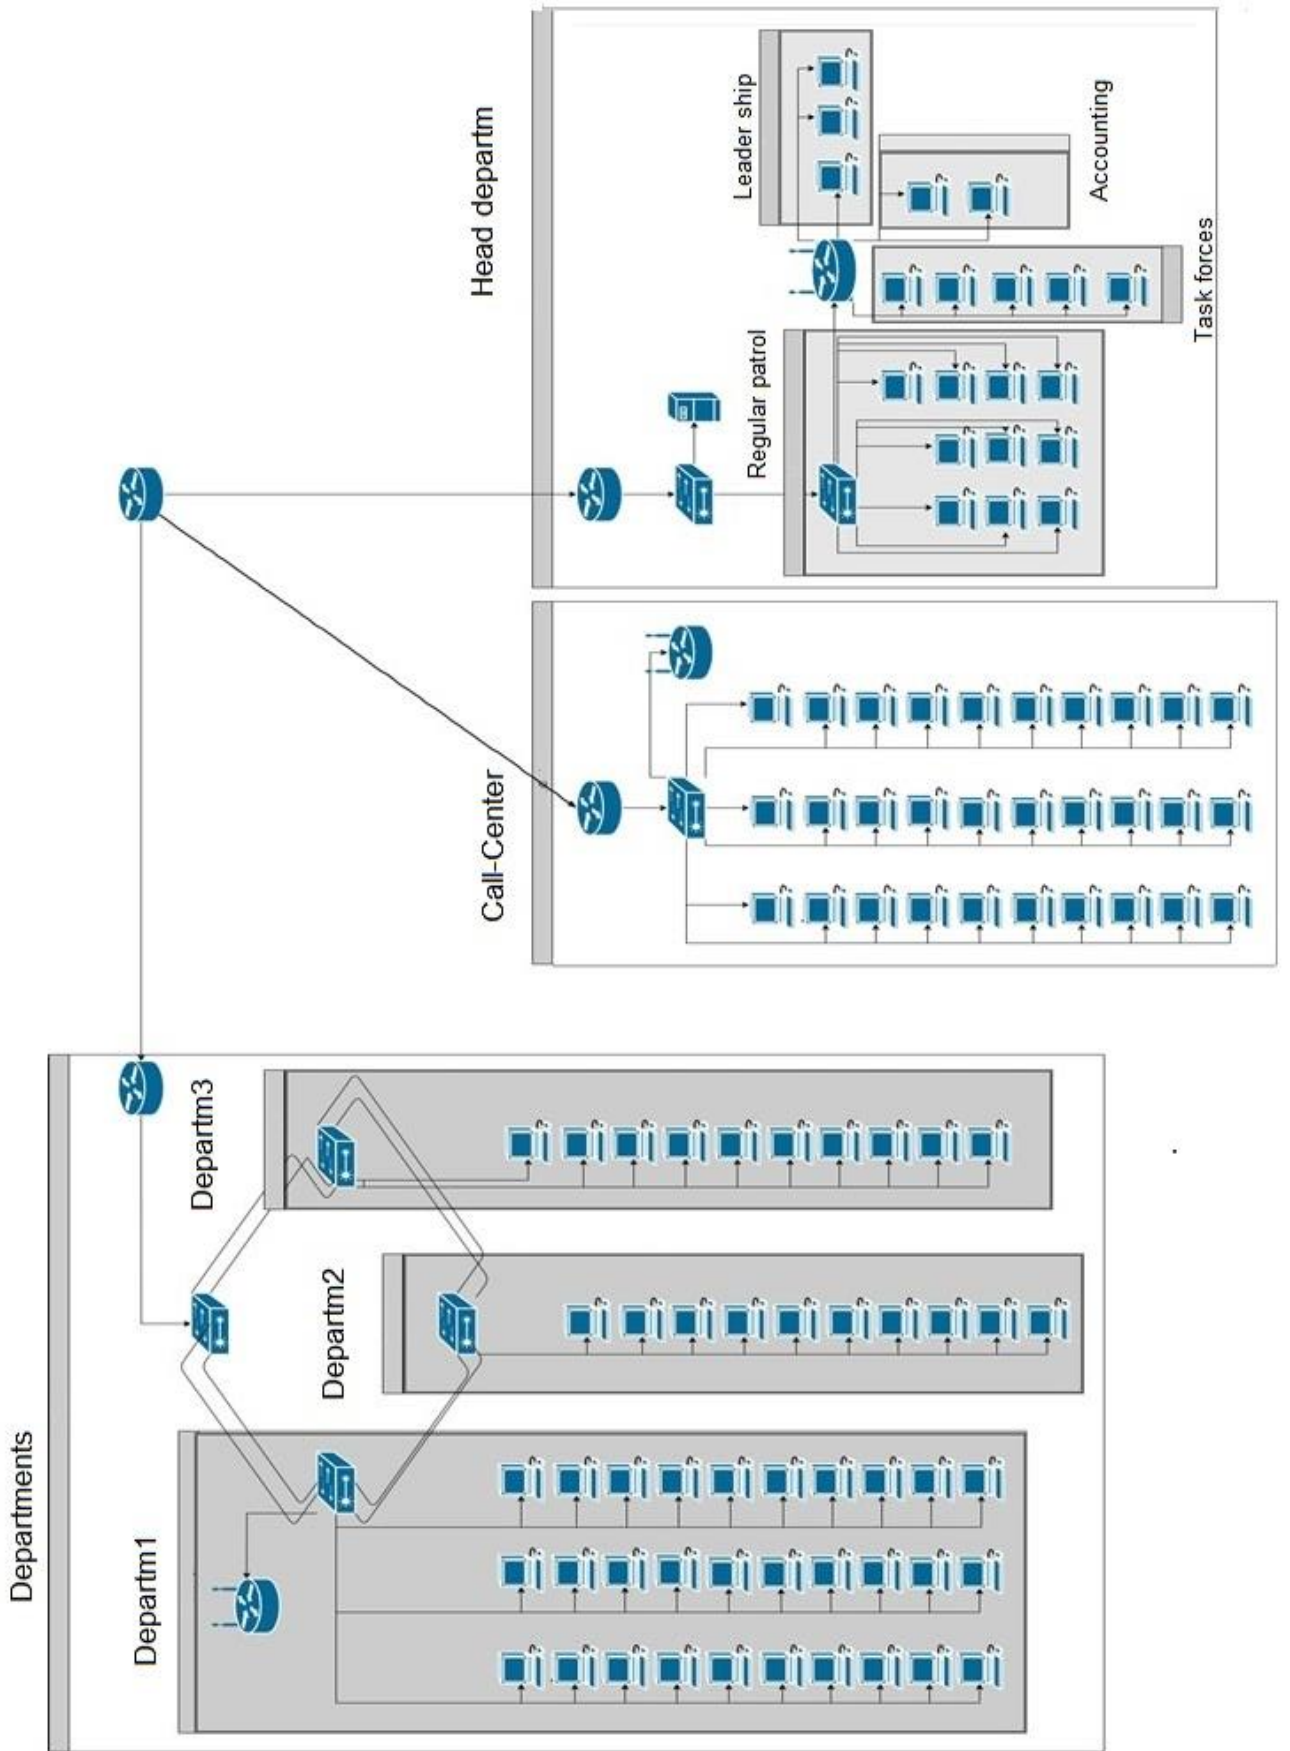 Departments
Departm1
Departm2
Departm3
Call-Center
Head departm
Regular patrol
Leader ship
Task forces
Accounting